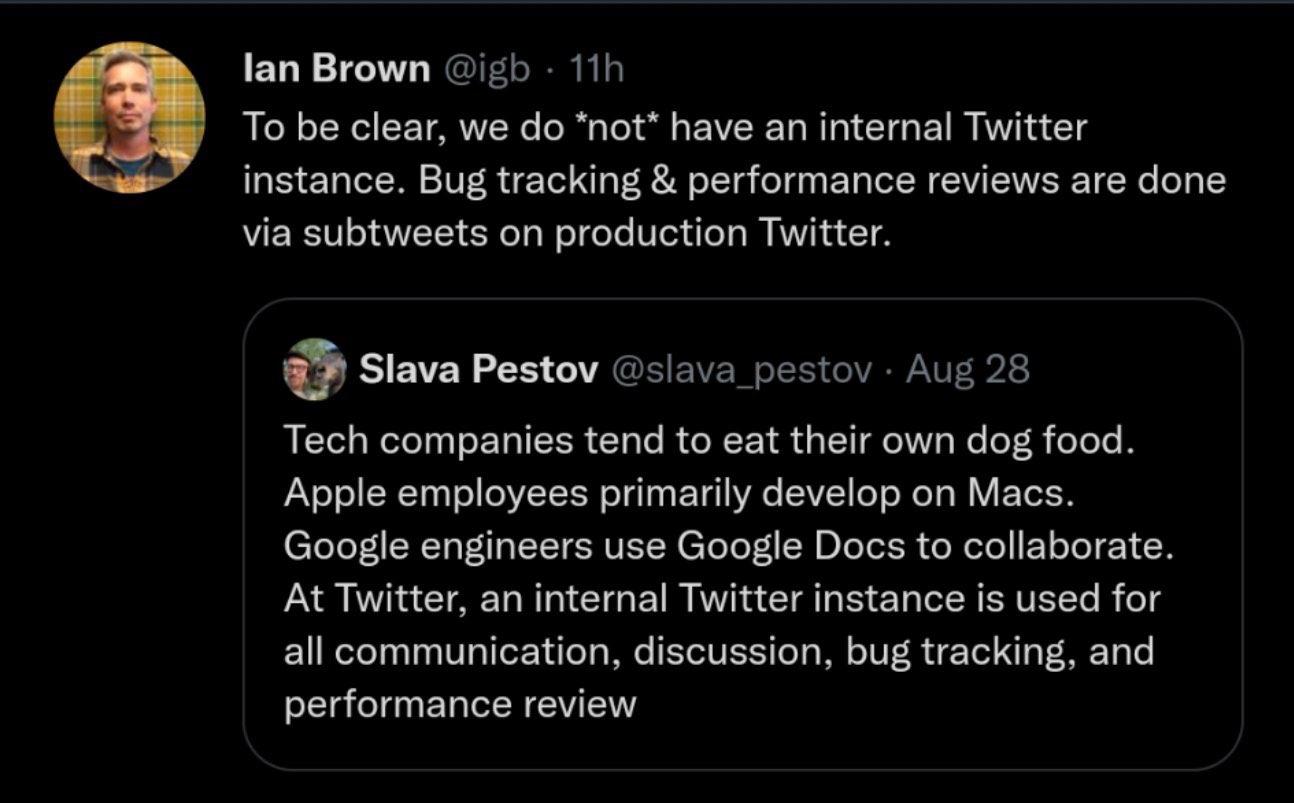 Ian Brown @igb · 11h
To be clear, we do *not* have an internal Twitter
instance. Bug tracking & performance reviews are done
via subtweets on production Twitter.
Slava Pestov @slava_pestov · Aug 28
Tech companies tend to eat their own dog food.
Apple employees primarily develop on Macs.
Google engineers use Google Docs to collaborate.
At Twitter, an internal Twitter instance is used for
all communication, discussion, bug tracking, and
performance review